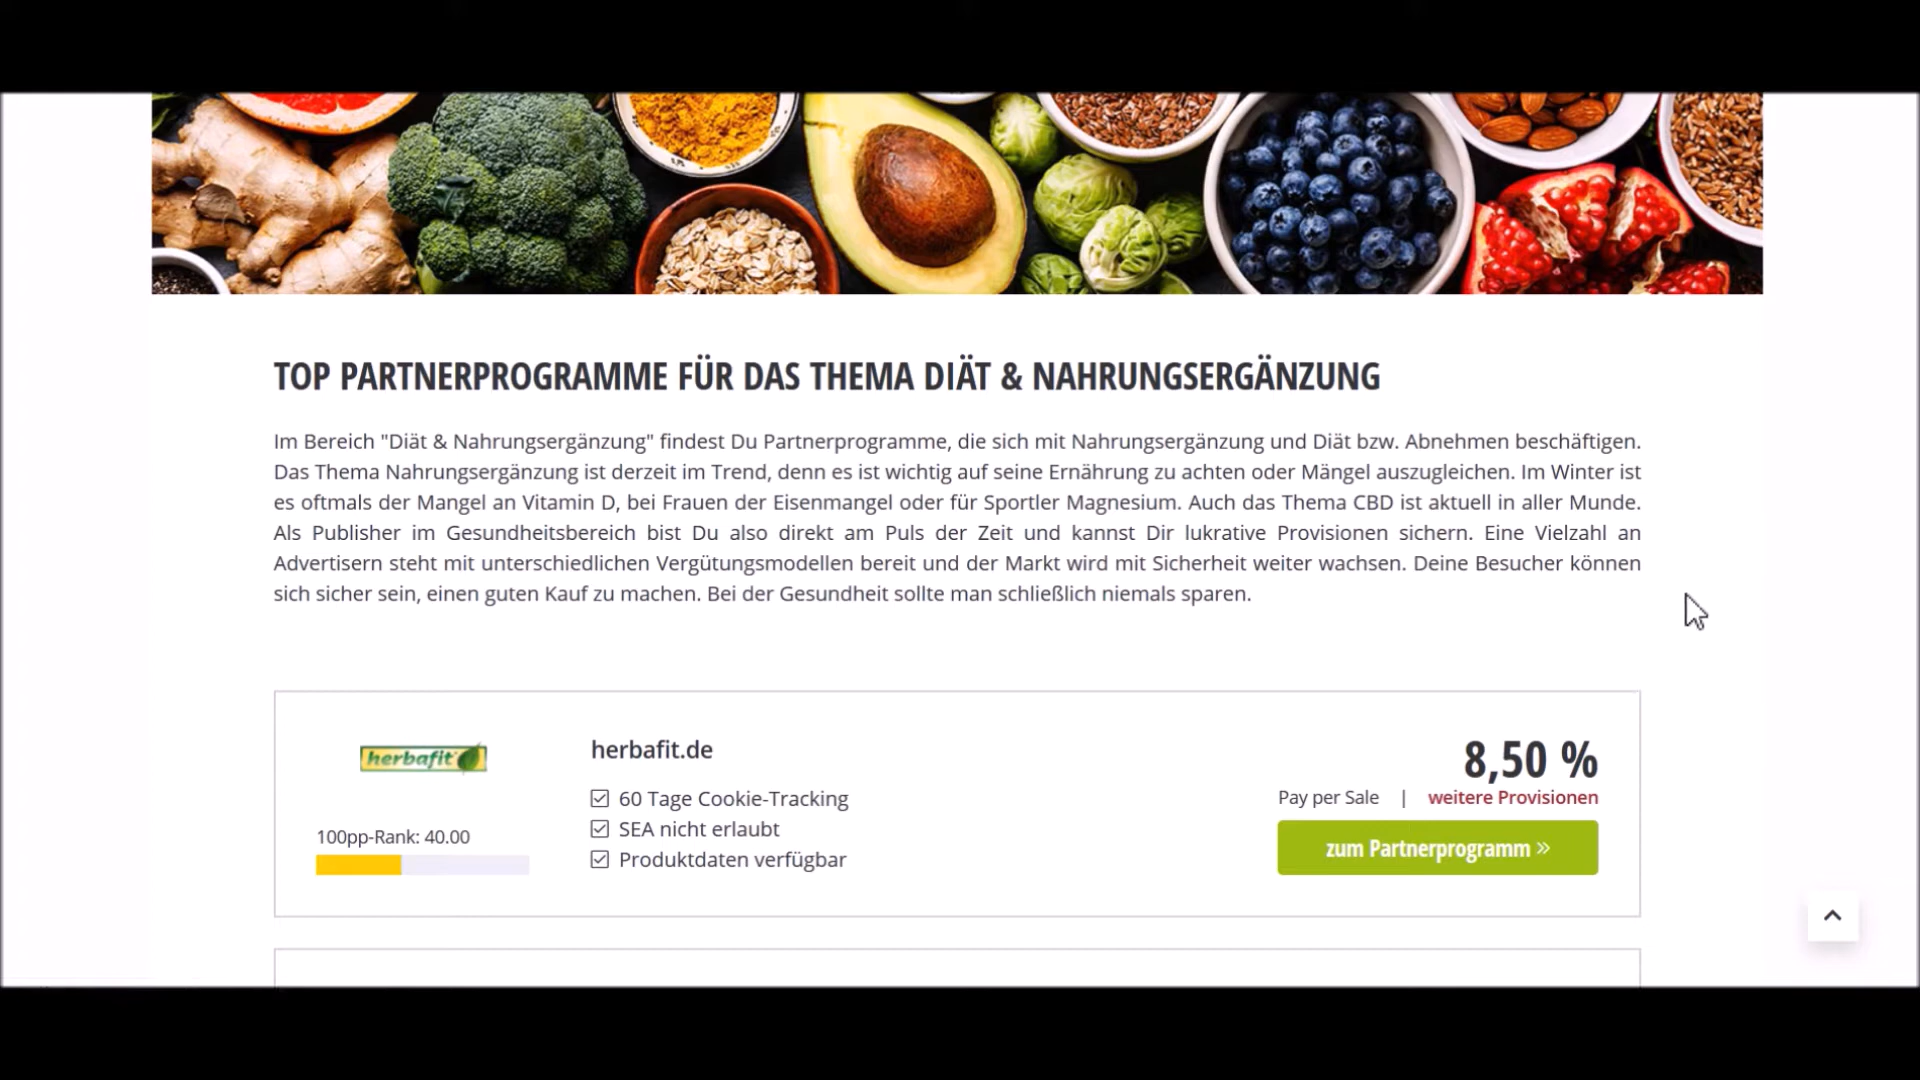 TOP PARTNERPROGRAMME FÜR DAS THEMA DIÄT & NAHRUNGSERGÄNZUNG
Im Bereich "Diät & Nahrungsergänzung" findest Du Partnerprogramme, die sich mit Nahrungsergänzung und Diät bzw. Abnehmen beschäftigen.
Das Thema Nahrungsergänzung ist derzeit im Trend, denn es ist wichtig auf seine Ernährung zu achten oder Mängel auszugleichen. Im Winter ist
es oftmals der Mangel an Vitamin D, bei Frauen der Eisenmangel oder für Sportler Magnesium. Auch das Thema CBD ist aktuell in aller Munde.
Als Publisher im Gesundheitsbereich bist Du also direkt am Puls der Zeit und kannst Dir lukrative Provisionen sichern. Eine Vielzahl an
Advertisern steht mit unterschiedlichen Vergütungsmodellen bereit und der Markt wird mit Sicherheit weiter wachsen. Deine Besucher können
sich sicher sein, einen guten Kauf zu machen. Bei der Gesundheit sollte man schließlich niemals sparen.
herbafit
100pp-Rank: 40.00
herbafit.de
60 Tage Cookie-Tracking
SEA nicht erlaubt
Produktdaten verfügbar
8,50 %
Pay per Sale | weitere Provisionen
zum Partnerprogramm »